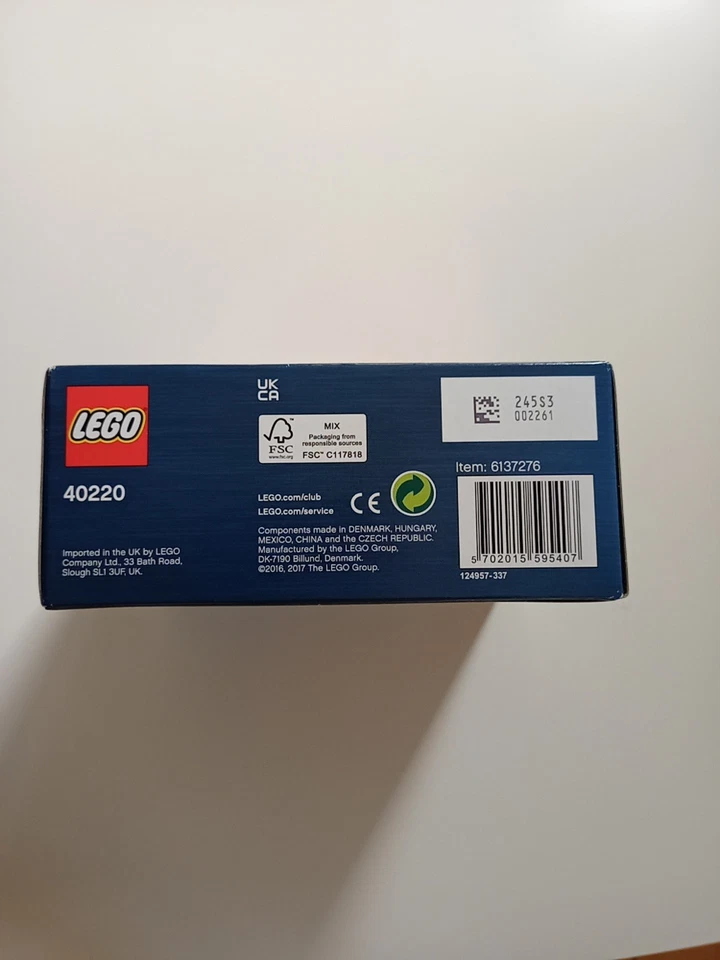 LEGO
40220
Imported in the UK by LEGO
Company Ltd., 33 Bath Road,
Slough SL1 3UF, UK.
UK
CA
FSC™
www.fsc.org
MIX
Packaging from
responsible sources
FSC™ C117818
LEGO.com/club
LEGO.com/service
CE
Components made in DENMARK, HUNGARY,
MEXICO, CHINA and the CZECH REPUBLIC.
Manufactured by the LEGO Group,
DK-7190 Billund, Denmark.
©2016, 2017 The LEGO Group.
245S3
002261
Item: 6137276
5 702015 595407
124957-337